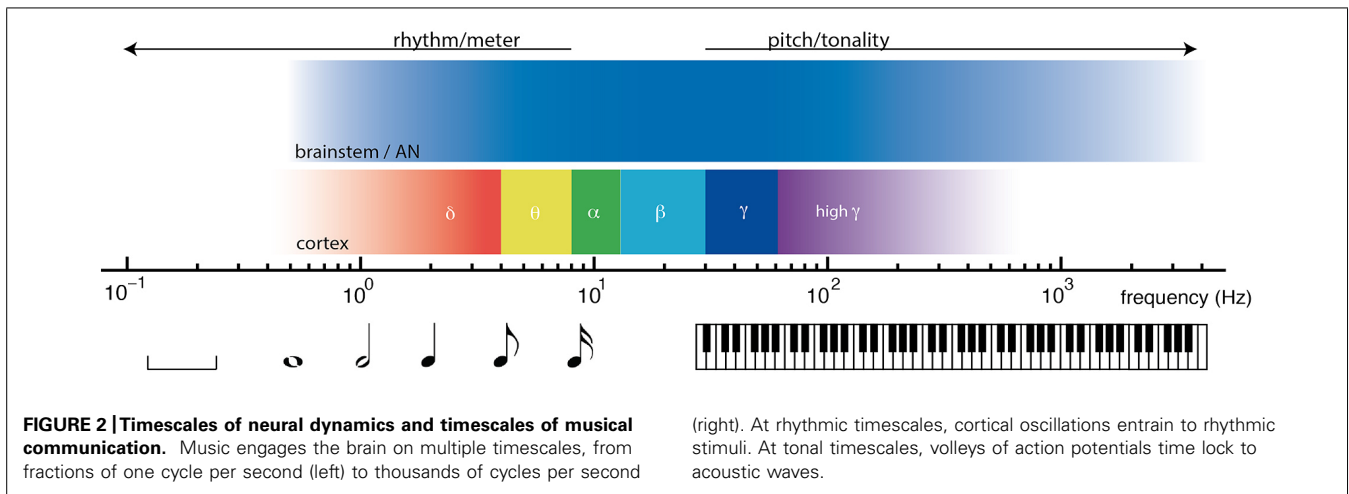 rhythm/meter
pitch/tonality
brainstem / AN
δ
θ
α
β
γ
high γ
cortex
10⁻¹
10⁰
10¹
10²
10³
frequency (Hz)
FIGURE 2 | Timescales of neural dynamics and timescales of musical
communication. Music engages the brain on multiple timescales, from
fractions of one cycle per second (left) to thousands of cycles per second
(right). At rhythmic timescales, cortical oscillations entrain to rhythmic
stimuli. At tonal timescales, volleys of action potentials time lock to
acoustic waves.